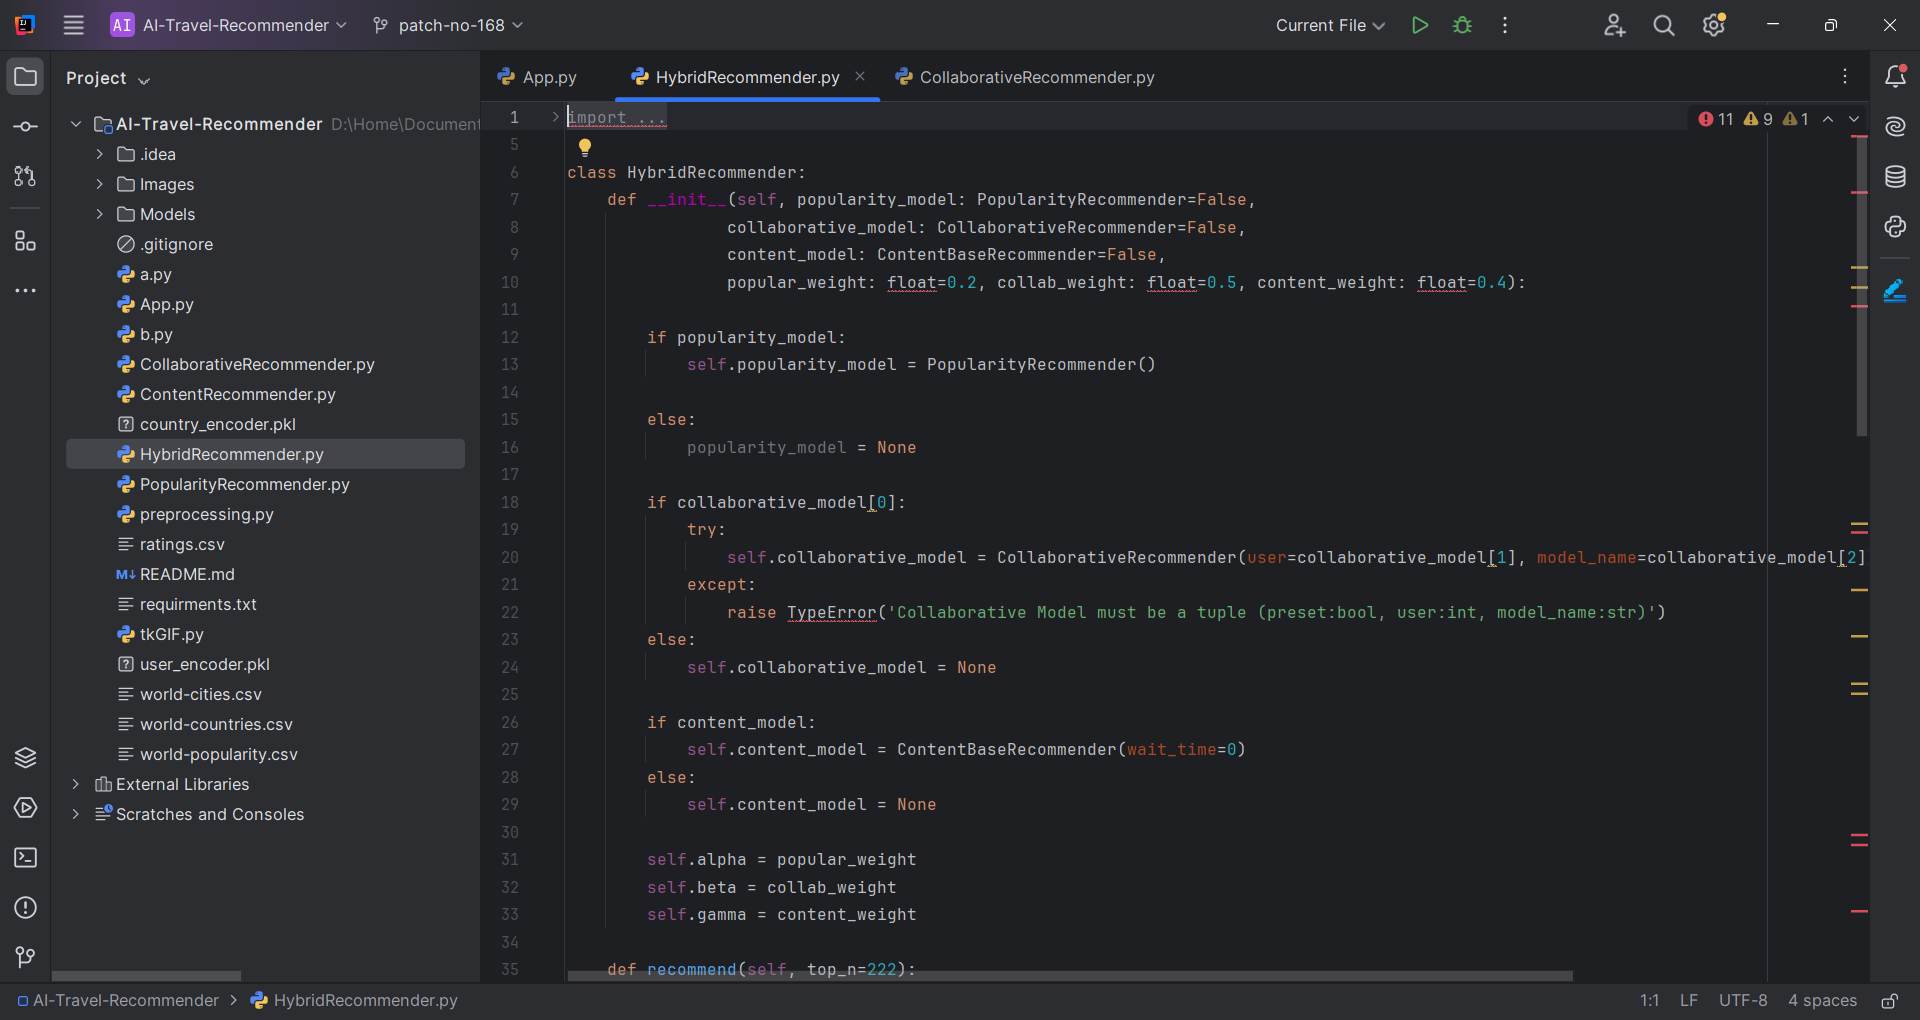 AI AI-Travel-Recommender patch-no-168 Current File
Project
App.py HybridRecommender.py CollaborativeRecommender.py
AI-Travel-Recommender D:\Home\Document
.idea
Images
Models
.gitignore
a.py
App.py
b.py
CollaborativeRecommender.py
ContentRecommender.py
country_encoder.pkl
HybridRecommender.py
PopularityRecommender.py
preprocessing.py
ratings.csv
M↓ README.md
requirments.txt
tkGIF.py
user_encoder.pkl
world-cities.csv
world-countries.csv
world-popularity.csv
External Libraries
Scratches and Consoles
11 9 1
1 import ...
5
6 class HybridRecommender:
7 def __init__(self, popularity_model: PopularityRecommender=False,
8 collaborative_model: CollaborativeRecommender=False,
9 content_model: ContentBaseRecommender=False,
10 popular_weight: float=0.2, collab_weight: float=0.5, content_weight: float=0.4):
11
12 if popularity_model:
13 self.popularity_model = PopularityRecommender()
14
15 else:
16 popularity_model = None
17
18 if collaborative_model[0]:
19 try:
20 self.collaborative_model = CollaborativeRecommender(user=collaborative_model[1], model_name=collaborative_model[2]
21 except:
22 raise TypeError('Collaborative Model must be a tuple (preset:bool, user:int, model_name:str)')
23 else:
24 self.collaborative_model = None
25
26 if content_model:
27 self.content_model = ContentBaseRecommender(wait_time=0)
28 else:
29 self.content_model = None
30
31 self.alpha = popular_weight
32 self.beta = collab_weight
33 self.gamma = content_weight
34
35 def recommend(self, top_n=222):
AI-Travel-Recommender > HybridRecommender.py 1:1 LF UTF-8 4 spaces